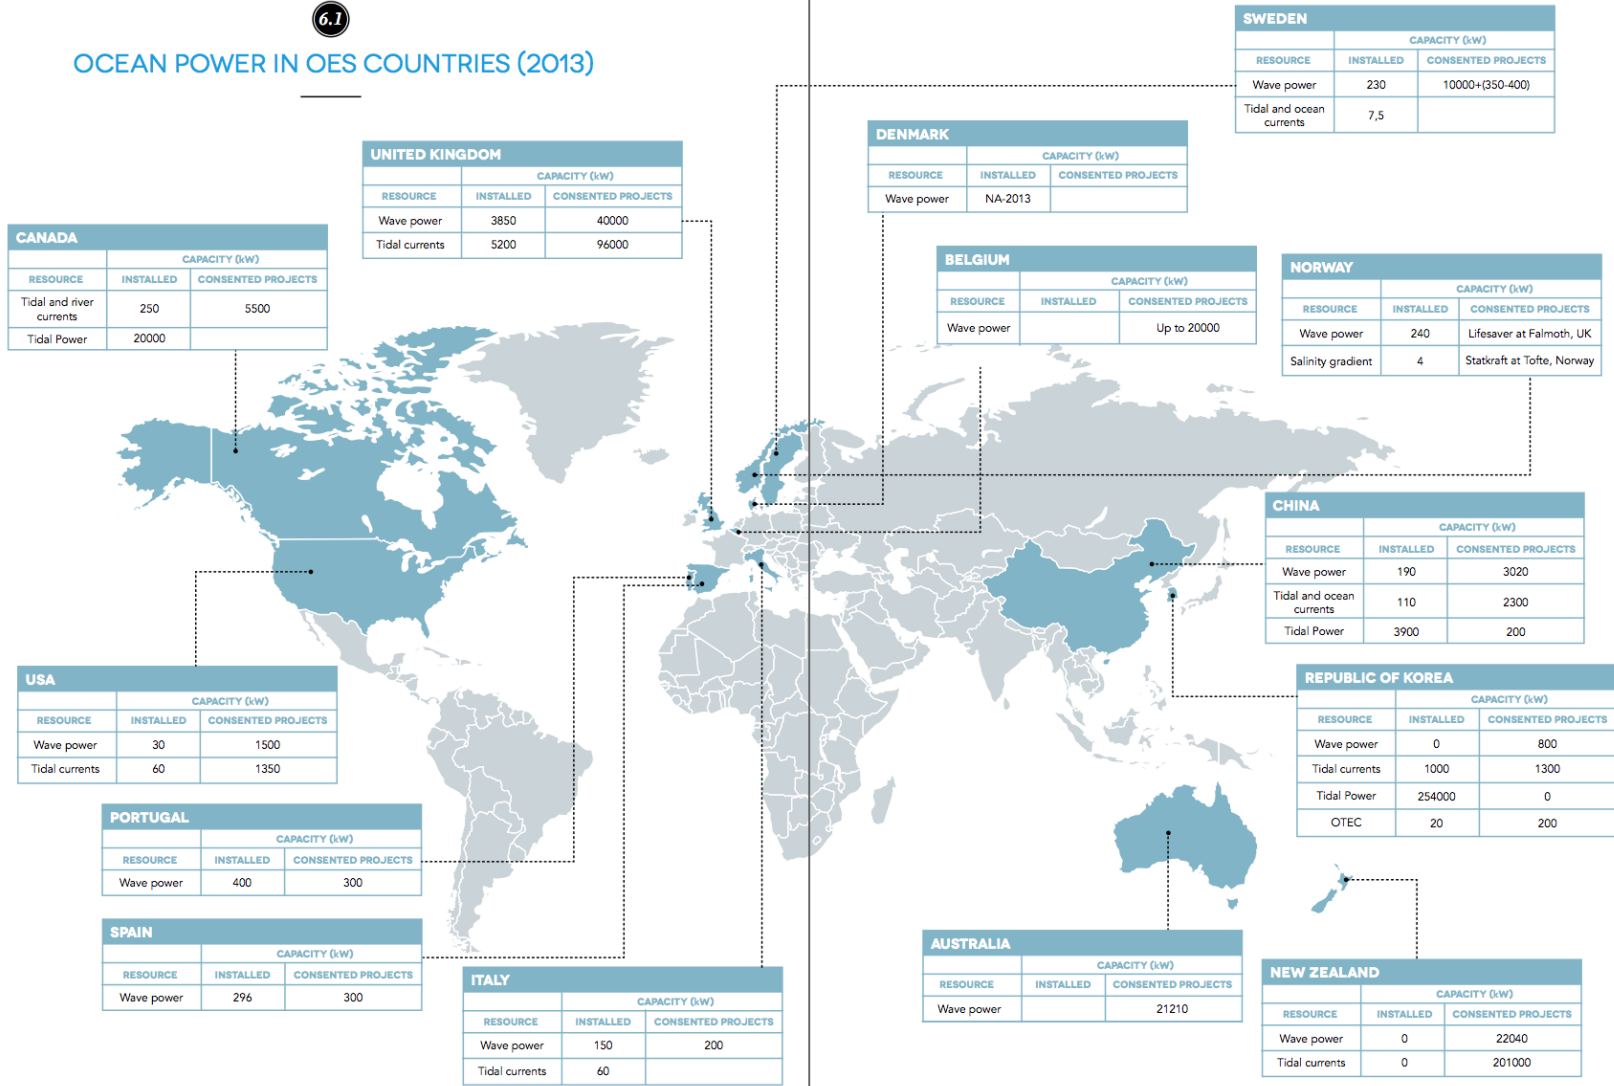 6.1
OCEAN POWER IN OES COUNTRIES (2013)
SWEDEN
CAPACITY (kW)
RESOURCE INSTALLED CONSENTED PROJECTS
Wave power 230 10000+(350-400)
Tidal and ocean
currents 7,5
DENMARK
CAPACITY (kW)
RESOURCE INSTALLED CONSENTED PROJECTS
Wave power NA-2013
UNITED KINGDOM
CAPACITY (kW)
RESOURCE INSTALLED CONSENTED PROJECTS
Wave power 3850 40000
Tidal currents 5200 96000
CANADA
CAPACITY (kW)
RESOURCE INSTALLED CONSENTED PROJECTS
Tidal and river
currents 250 5500
Tidal Power 20000
BELGIUM
CAPACITY (kW)
RESOURCE INSTALLED CONSENTED PROJECTS
Wave power Up to 20000
NORWAY
CAPACITY (kW)
RESOURCE INSTALLED CONSENTED PROJECTS
Wave power 240 Lifesaver at Falmoth, UK
Salinity gradient 4 Statkraft at Tofte, Norway
CHINA
CAPACITY (kW)
RESOURCE INSTALLED CONSENTED PROJECTS
Wave power 190 3020
Tidal and ocean
currents 110 2300
Tidal Power 3900 200
USA
CAPACITY (kW)
RESOURCE INSTALLED CONSENTED PROJECTS
Wave power 30 1500
Tidal currents 60 1350
REPUBLIC OF KOREA
CAPACITY (kW)
RESOURCE INSTALLED CONSENTED PROJECTS
Wave power 0 800
Tidal currents 1000 1300
Tidal Power 254000 0
OTEC 20 200
PORTUGAL
CAPACITY (kW)
RESOURCE INSTALLED CONSENTED PROJECTS
Wave power 400 300
SPAIN
CAPACITY (kW)
RESOURCE INSTALLED CONSENTED PROJECTS
Wave power 296 300
ITALY
CAPACITY (kW)
RESOURCE INSTALLED CONSENTED PROJECTS
Wave power 150 200
Tidal currents 60
AUSTRALIA
CAPACITY (kW)
RESOURCE INSTALLED CONSENTED PROJECTS
Wave power 21210
NEW ZEALAND
CAPACITY (kW)
RESOURCE INSTALLED CONSENTED PROJECTS
Wave power 0 22040
Tidal currents 0 201000